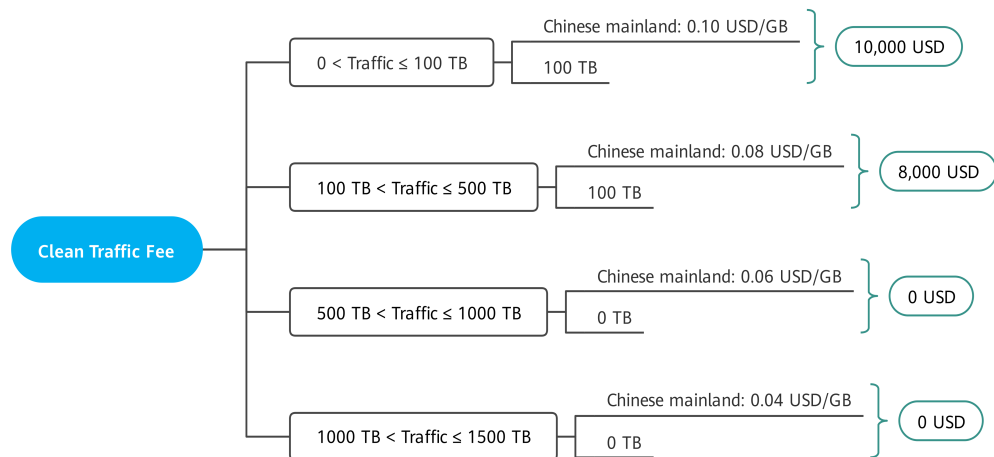 Clean Traffic Fee
0 < Traffic ≤ 100 TB
Chinese mainland: 0.10 USD/GB
100 TB
10,000 USD
100 TB < Traffic ≤ 500 TB
Chinese mainland: 0.08 USD/GB
100 TB
8,000 USD
500 TB < Traffic ≤ 1000 TB
Chinese mainland: 0.06 USD/GB
0 TB
0 USD
1000 TB < Traffic ≤ 1500 TB
Chinese mainland: 0.04 USD/GB
0 TB
0 USD